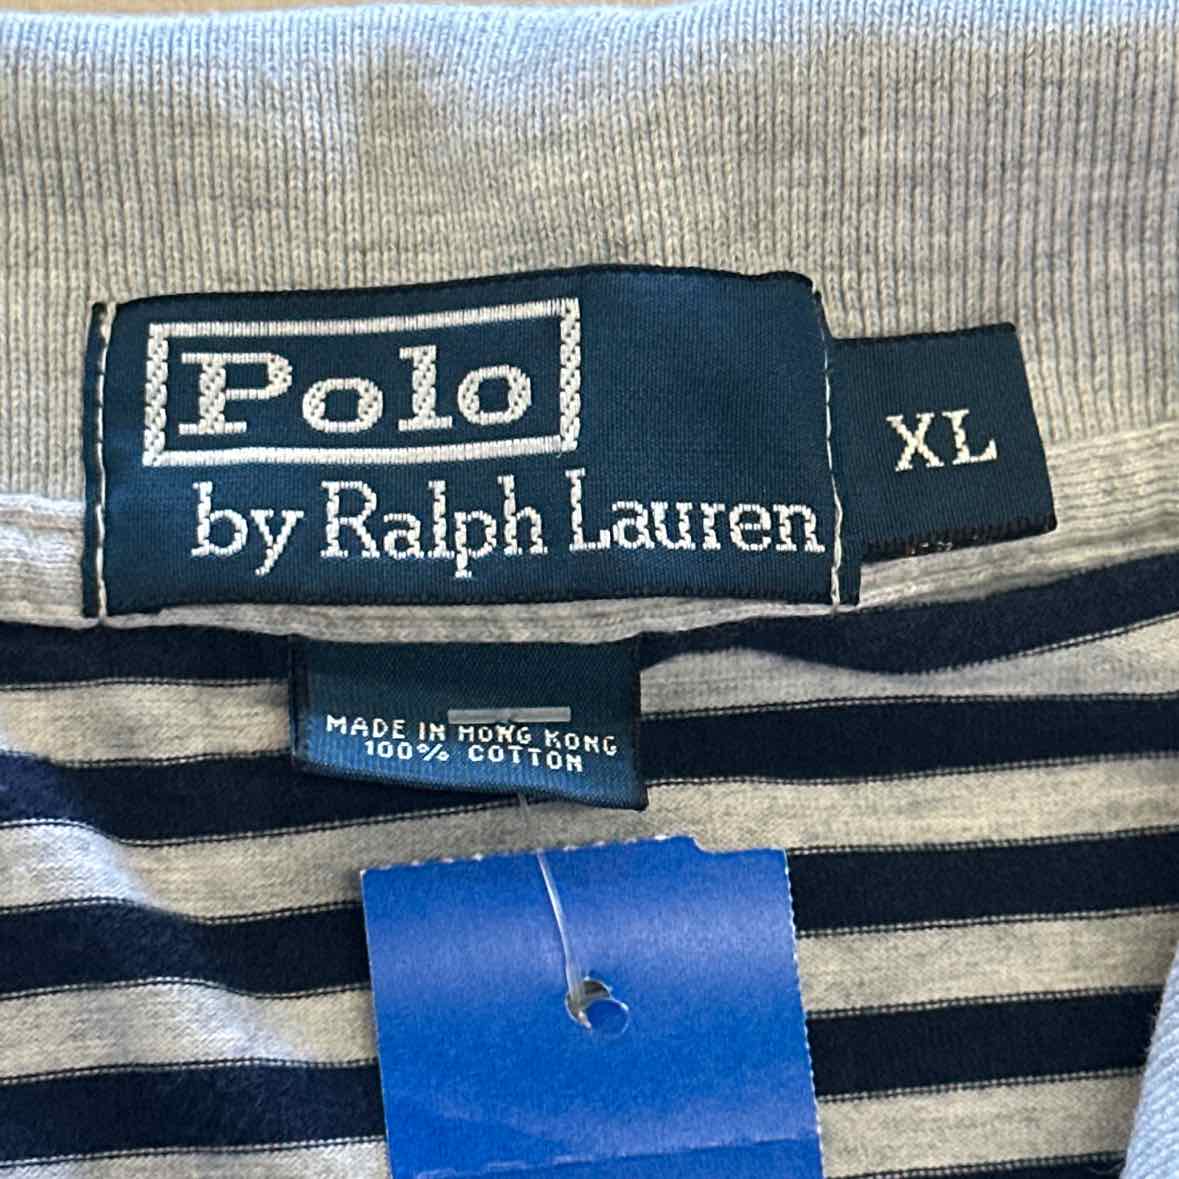 Polo
by Ralph Lauren
XL
MADE IN HONG KONG
100% COTTON